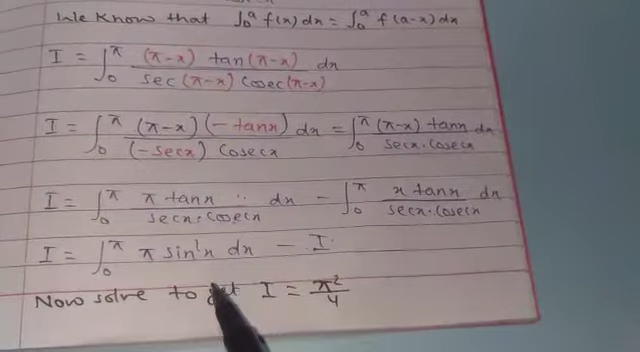 We Know that ∫₀ᵃ f(x) dx = ∫₀ᵃ f(a-x) dx
I = ∫₀^π (π-x) tan(π-x) / sec(π-x) cosec(π-x) dx
I = ∫₀^π (π-x)(-tanx) / (-secx) cosecx dx = ∫₀^π (π-x) tanx / secx.cosecx dx
I = ∫₀^π π tanx / secx.cosecx dx - ∫₀^π x tanx / secx.cosecx dx
I = ∫₀^π π sin'x dx - I
Now solve to I = π²/4